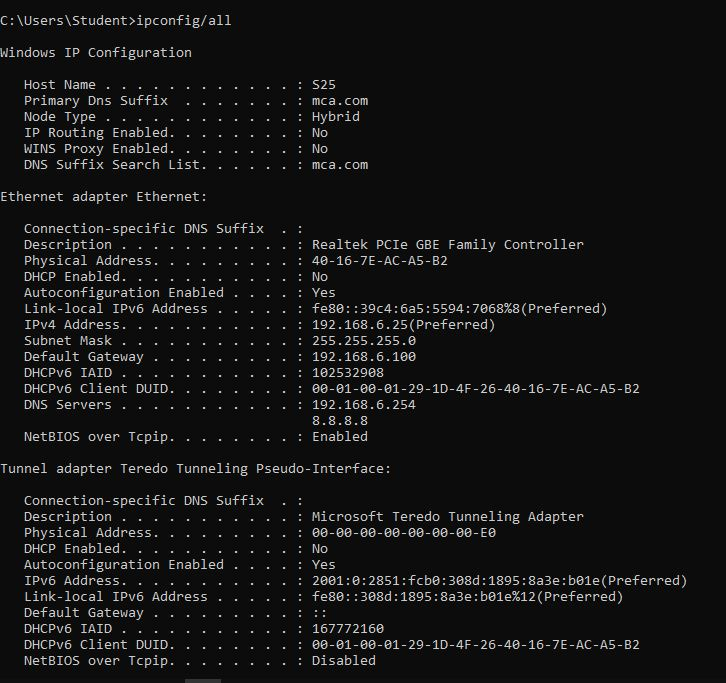 C:\Users\Student>ipconfig/all
Windows IP Configuration
Host Name . . . . . . . . . . . . : S25
Primary Dns Suffix  . . . . . . . : mca.com
Node Type . . . . . . . . . . . . : Hybrid
IP Routing Enabled. . . . . . . . : No
WINS Proxy Enabled. . . . . . . . : No
DNS Suffix Search List. . . . . . : mca.com
Ethernet adapter Ethernet:
Connection-specific DNS Suffix  . :
Description . . . . . . . . . . . : Realtek PCIe GBE Family Controller
Physical Address. . . . . . . . . : 40-16-7E-AC-A5-B2
DHCP Enabled. . . . . . . . . . . : No
Autoconfiguration Enabled . . . . : Yes
Link-local IPv6 Address . . . . . : fe80::39c4:6a5:5594:7068%8(Preferred)
IPv4 Address. . . . . . . . . . . : 192.168.6.25(Preferred)
Subnet Mask . . . . . . . . . . . : 255.255.255.0
Default Gateway . . . . . . . . . : 192.168.6.100
DHCPv6 IAID . . . . . . . . . . . : 102532908
DHCPv6 Client DUID. . . . . . . . : 00-01-00-01-29-1D-4F-26-40-16-7E-AC-A5-B2
DNS Servers . . . . . . . . . . . : 192.168.6.254
8.8.8.8
NetBIOS over Tcpip. . . . . . . . : Enabled
Tunnel adapter Teredo Tunneling Pseudo-Interface:
Connection-specific DNS Suffix  . :
Description . . . . . . . . . . . : Microsoft Teredo Tunneling Adapter
Physical Address. . . . . . . . . : 00-00-00-00-00-00-00-E0
DHCP Enabled. . . . . . . . . . . : No
Autoconfiguration Enabled . . . . : Yes
IPv6 Address. . . . . . . . . . . : 2001:0:2851:fcb0:308d:1895:8a3e:b01e(Preferred)
Link-local IPv6 Address . . . . . : fe80::308d:1895:8a3e:b01e%12(Preferred)
Default Gateway . . . . . . . . . : ::
DHCPv6 IAID . . . . . . . . . . . : 167772160
DHCPv6 Client DUID. . . . . . . . : 00-01-00-01-29-1D-4F-26-40-16-7E-AC-A5-B2
NetBIOS over Tcpip. . . . . . . . : Disabled